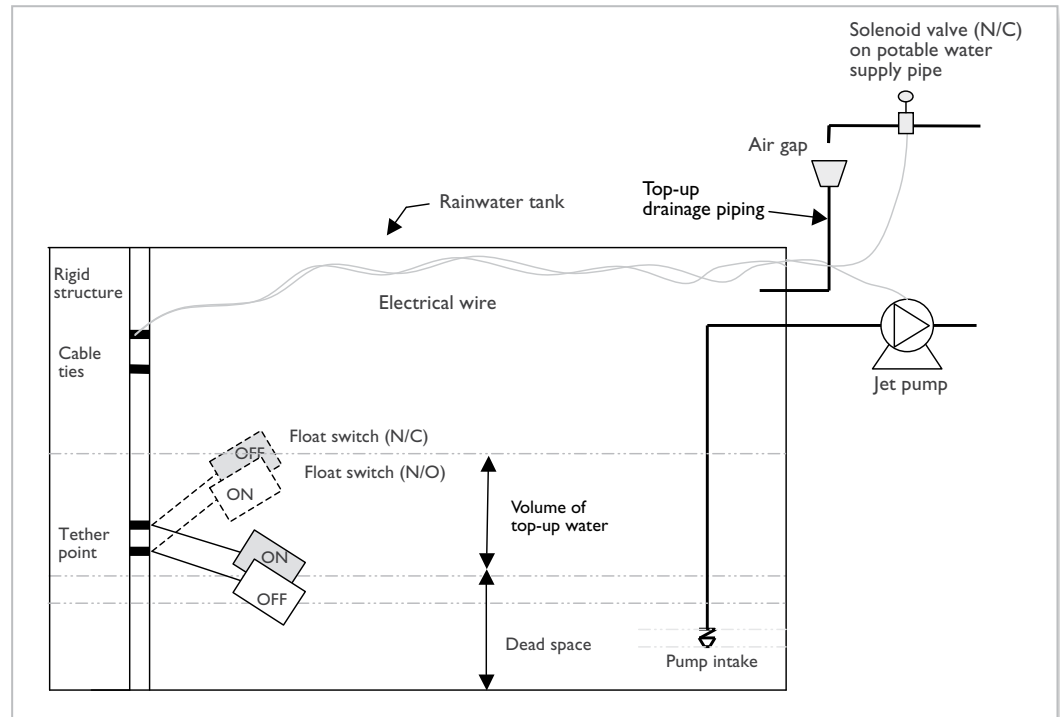 Solenoid valve (N/C)
on potable water
supply pipe
Air gap
Top-up
drainage piping
Rainwater tank
Rigid
structure
Electrical wire
Cable
ties
Jet pump
Float switch (N/C)
OFF
Float switch (N/O)
ON
Volume of
top-up water
Tether
point
ON
OFF
Dead space
Pump intake